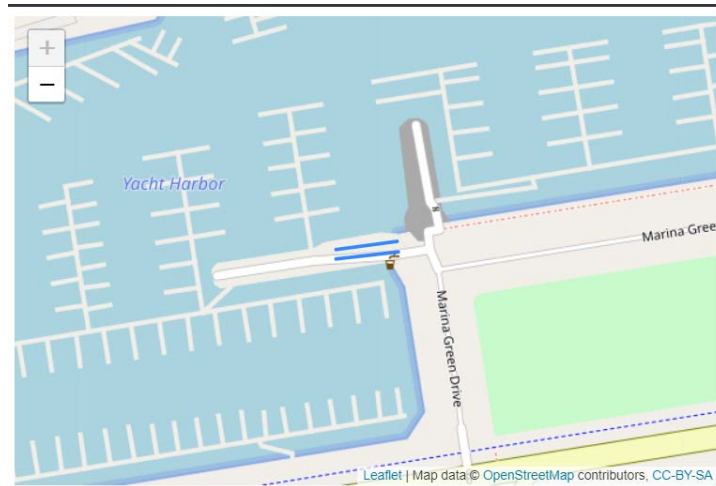 +
−
Yacht Harbor
Marina Gree
Marina Green Drive
Leaflet | Map data © OpenStreetMap contributors, CC-BY-SA